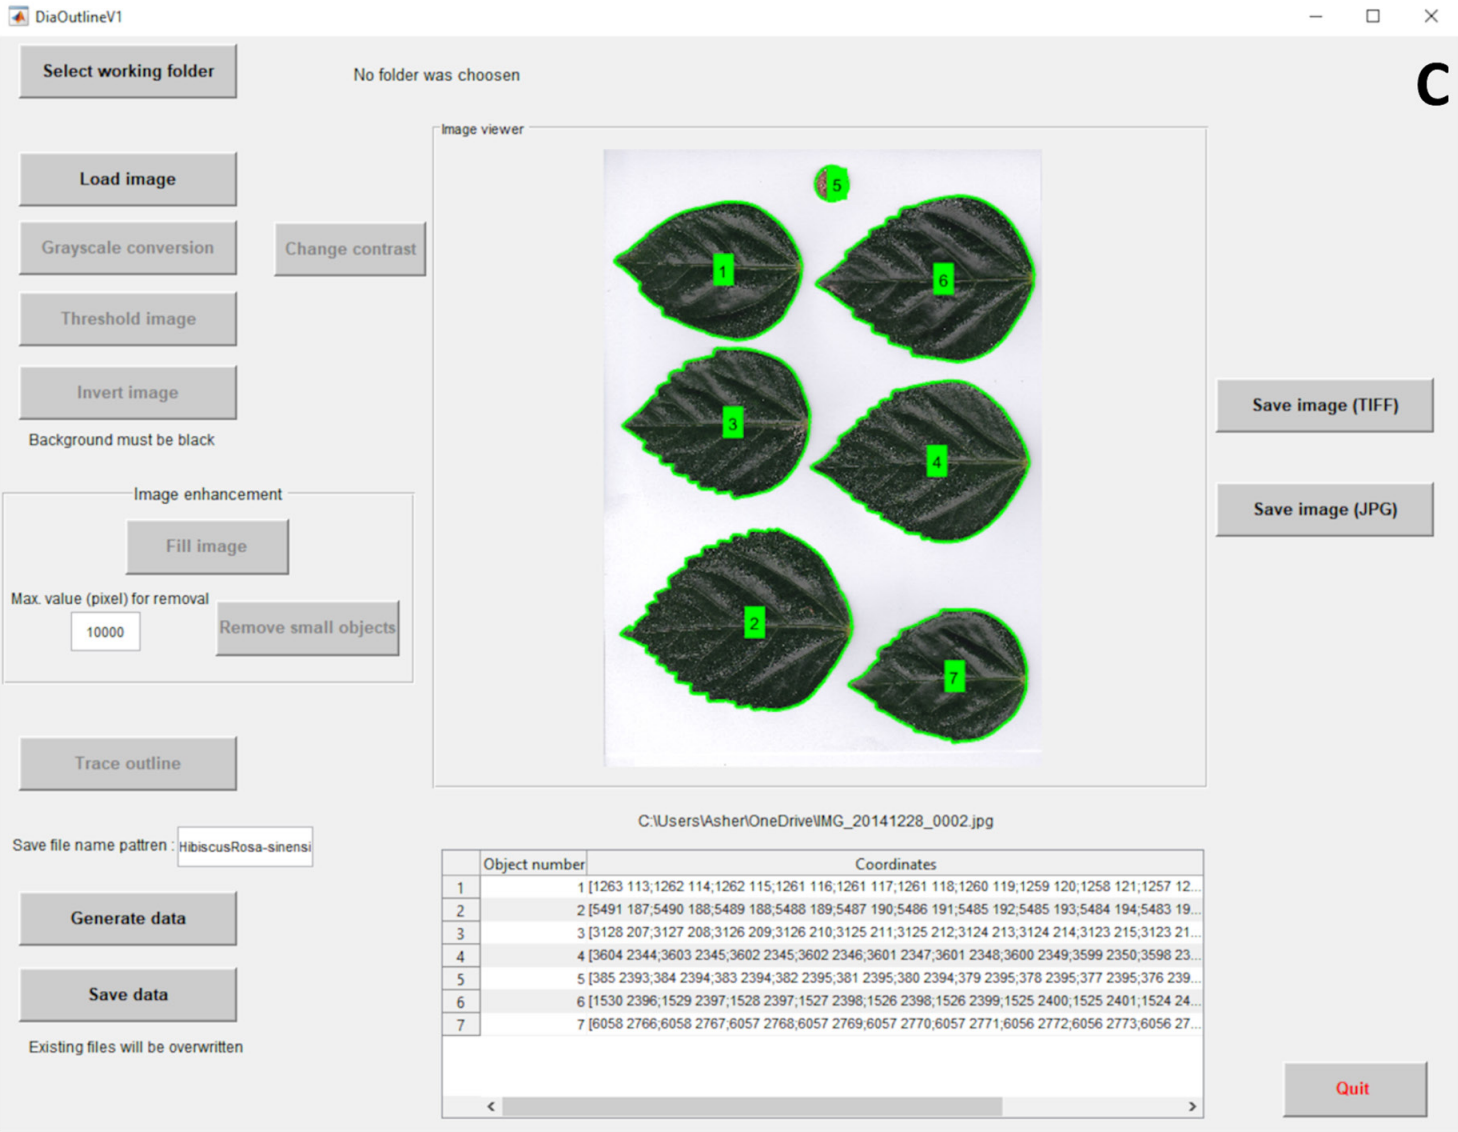 DiaOutlineV1
Select working folder
No folder was choosen
C
Image viewer
Load image
Grayscale conversion
Change contrast
Threshold image
Invert image
Background must be black
Image enhancement
Fill image
Max. value (pixel) for removal
10000
Remove small objects
Trace outline
Save file name pattren :
HibiscusRosa-sinensi
Generate data
Save data
Existing files will be overwritten
5
1
6
3
4
2
7
Save image (TIFF)
Save image (JPG)
C:\Users\Asher\OneDrive\IMG_20141228_0002.jpg
Object number Coordinates
1 1 [1263 113;1262 114;1262 115;1261 116;1261 117;1261 118;1260 119;1259 120;1258 121;1257 12...
2 2 [5491 187;5490 188;5489 188;5488 189;5487 190;5486 191;5485 192;5485 193;5484 194;5483 19...
3 3 [3128 207;3127 208;3126 209;3126 210;3125 211;3125 212;3124 213;3124 214;3123 215;3123 21...
4 4 [3604 2344;3603 2345;3602 2345;3602 2346;3601 2347;3601 2348;3600 2349;3599 2350;3598 23...
5 5 [385 2393;384 2394;383 2394;382 2395;381 2395;380 2394;379 2395;378 2395;377 2395;376 239...
6 6 [1530 2396;1529 2397;1528 2397;1527 2398;1526 2398;1526 2399;1525 2400;1525 2401;1524 24...
7 7 [6058 2766;6058 2767;6057 2768;6057 2769;6057 2770;6057 2771;6056 2772;6056 2773;6056 27...
Quit